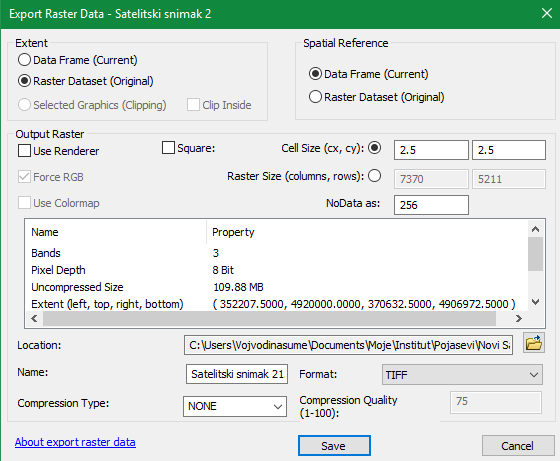 Export Raster Data - Satelitski snimak 2
Extent
Data Frame (Current)
Raster Dataset (Original)
Selected Graphics (Clipping)
Clip Inside
Spatial Reference
Data Frame (Current)
Raster Dataset (Original)
Output Raster
Use Renderer
Square:
Cell Size (cx, cy):
2.5
2.5
Force RGB
Raster Size (columns, rows):
7370
5211
Use Colormap
NoData as:
256
Name
Property
Bands
3
Pixel Depth
8 Bit
Uncompressed Size
109.88 MB
Extent (left, top, right, bottom)
( 352207.5000, 4920000.0000, 370632.5000, 4906972.5000 )
Location:
C:\Users\Vojvodinasume\Documents\Moje\Institut\Pojasevi\Novi Sa
Name:
Satelitski snimak 21
Format:
TIFF
Compression Type:
NONE
Compression Quality
(1-100):
75
About export raster data
Save
Cancel